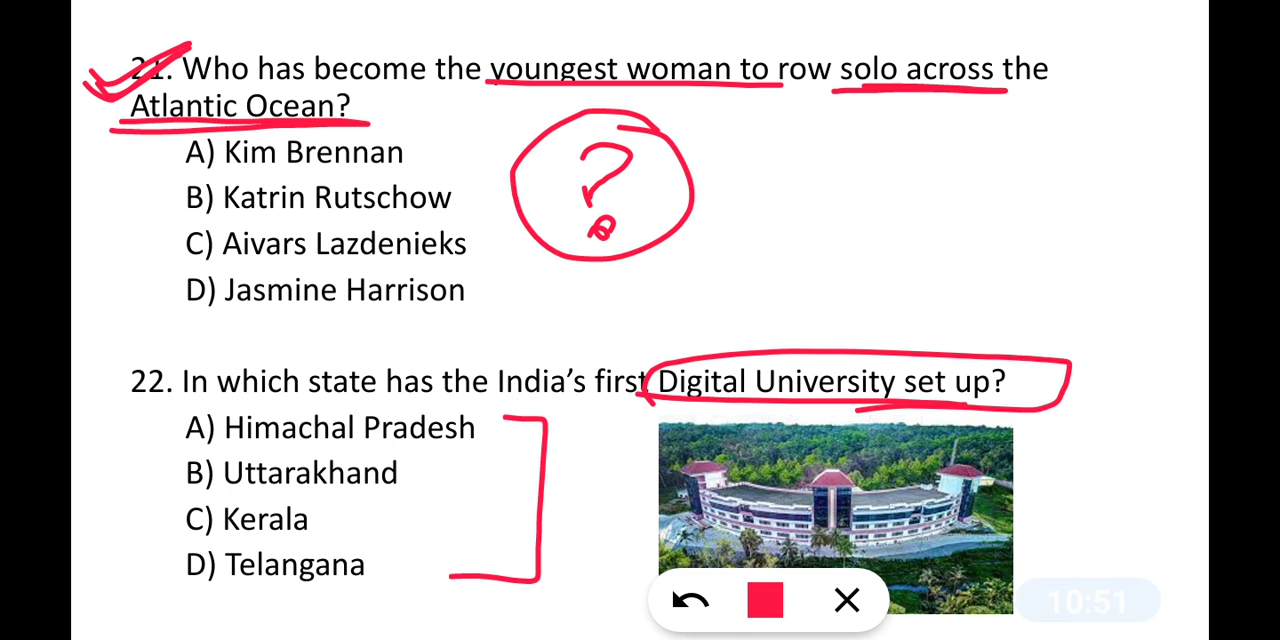 21. Who has become the youngest woman to row solo across the
Atlantic Ocean?
A) Kim Brennan
B) Katrin Rutschow
C) Aivars Lazdenieks
D) Jasmine Harrison
?
22. In which state has the India's first Digital University set up?
A) Himachal Pradesh
B) Uttarakhand
C) Kerala
D) Telangana
10:51